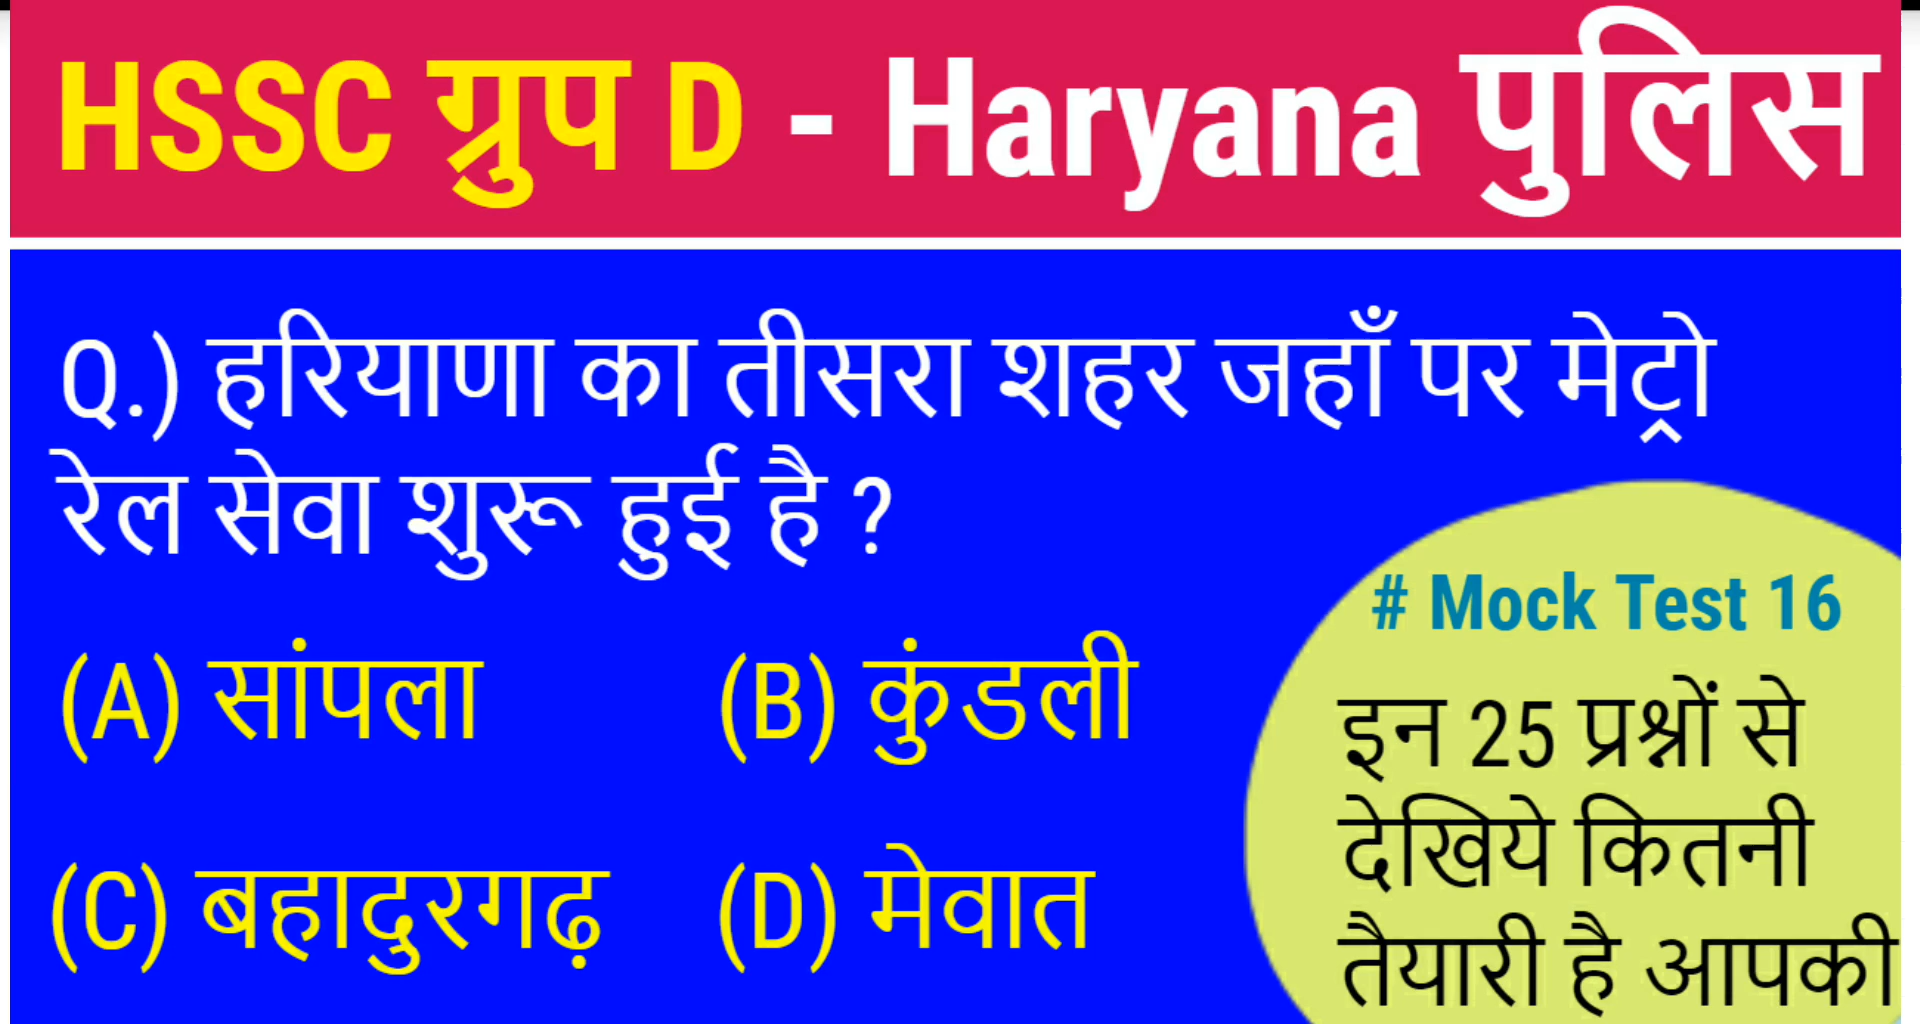 HSSC ग्रुप D - Haryana पुलिस
Q.) हरियाणा का तीसरा शहर जहाँ पर मेट्रो
रेल सेवा शुरू हुई है ?
(A) सांपला (B) कुंडली
(C) बहादुरगढ़ (D) मेवात
# Mock Test 16
इन 25 प्रश्नों से
देखिये कितनी
तैयारी है आपकी